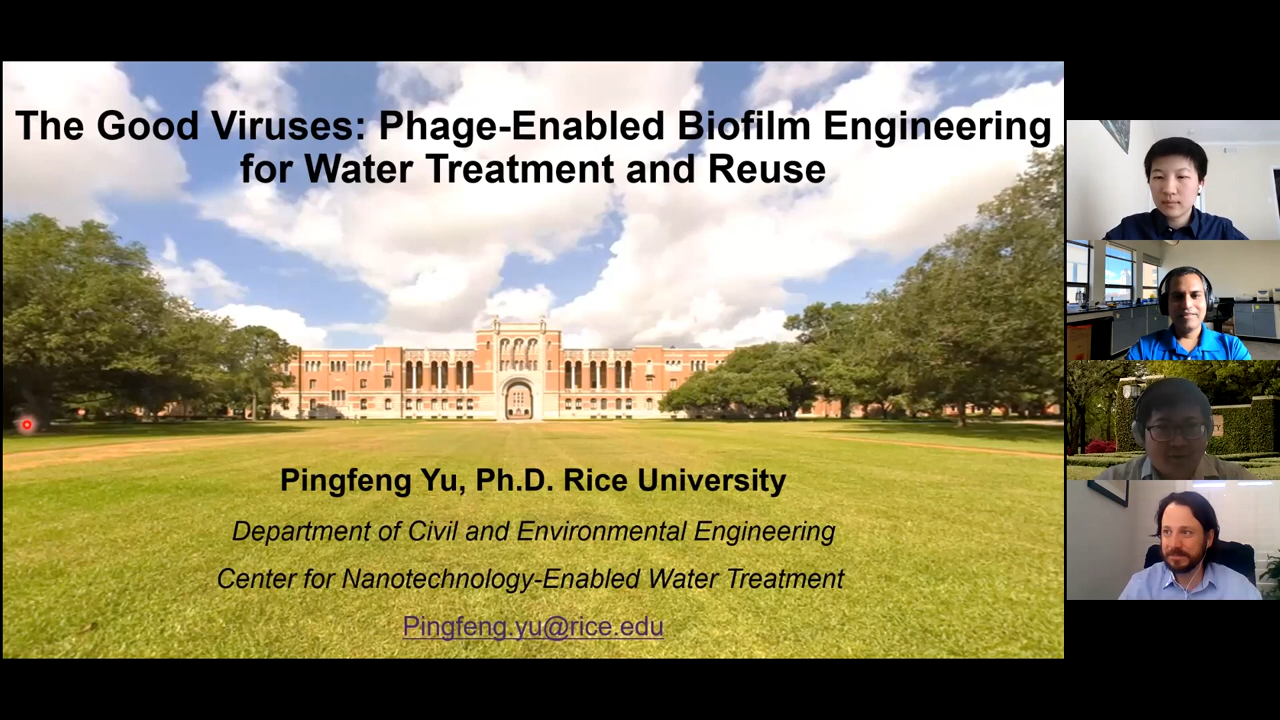 The Good Viruses: Phage-Enabled Biofilm Engineering
for Water Treatment and Reuse
Pingfeng Yu, Ph.D. Rice University
Department of Civil and Environmental Engineering
Center for Nanotechnology-Enabled Water Treatment
Pingfeng.yu@rice.edu